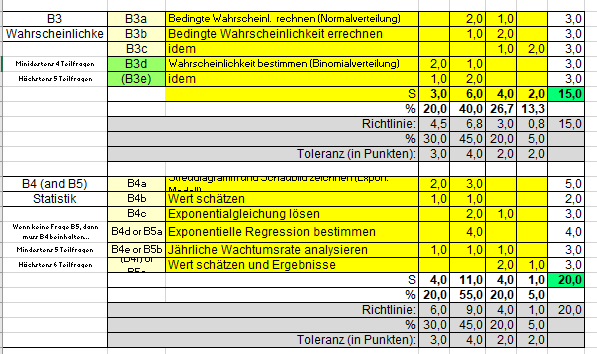 B3 B3a Bedingte Wahrscheinl. rechnen (Normalverteilung) 2,0 1,0 3,0
Wahrscheinlichke B3b Bedingte Wahrscheinlichkeit errechnen 1,0 2,0 3,0
B3c idem 1,0 2,0 3,0
Mindestens 4 Teilfragen B3d Wahrscheinlichkeit bestimmen (Binomialverteilung) 2,0 1,0 3,0
Höchstens 5 Teilfragen (B3e) idem 1,0 2,0 3,0
S 3,0 6,0 4,0 2,0 15,0
% 20,0 40,0 26,7 13,3
Richtlinie: 4,5 6,8 3,0 0,8 15,0
% 30,0 45,0 20,0 5,0
Toleranz (in Punkten): 3,0 4,0 2,0 2,0
B4 (and B5) B4a Streudiagramm und Schaubild zeichnen (Expon. 2,0 3,0 5,0
Statistik B4b Wert schätzen 1,0 1,0 2,0
B4c Exponentialgleichung lösen 2,0 1,0 3,0
Wenn keine Frage B5, dann
muss B4 beinhalten... B4d or B5a Exponentielle Regression bestimmen 4,0 4,0
Mindestens 5 Teilfragen B4e or B5b Jährliche Wachtumsrate analysieren 1,0 1,0 1,0 3,0
Höchstens 6 Teilfragen (B4f) or Wert schätzen und Ergebnisse 2,0 1,0 3,0
S 4,0 11,0 4,0 1,0 20,0
% 20,0 55,0 20,0 5,0
Richtlinie: 6,0 9,0 4,0 1,0 20,0
% 30,0 45,0 20,0 5,0
Toleranz (in Punkten): 3,0 4,0 2,0 2,0